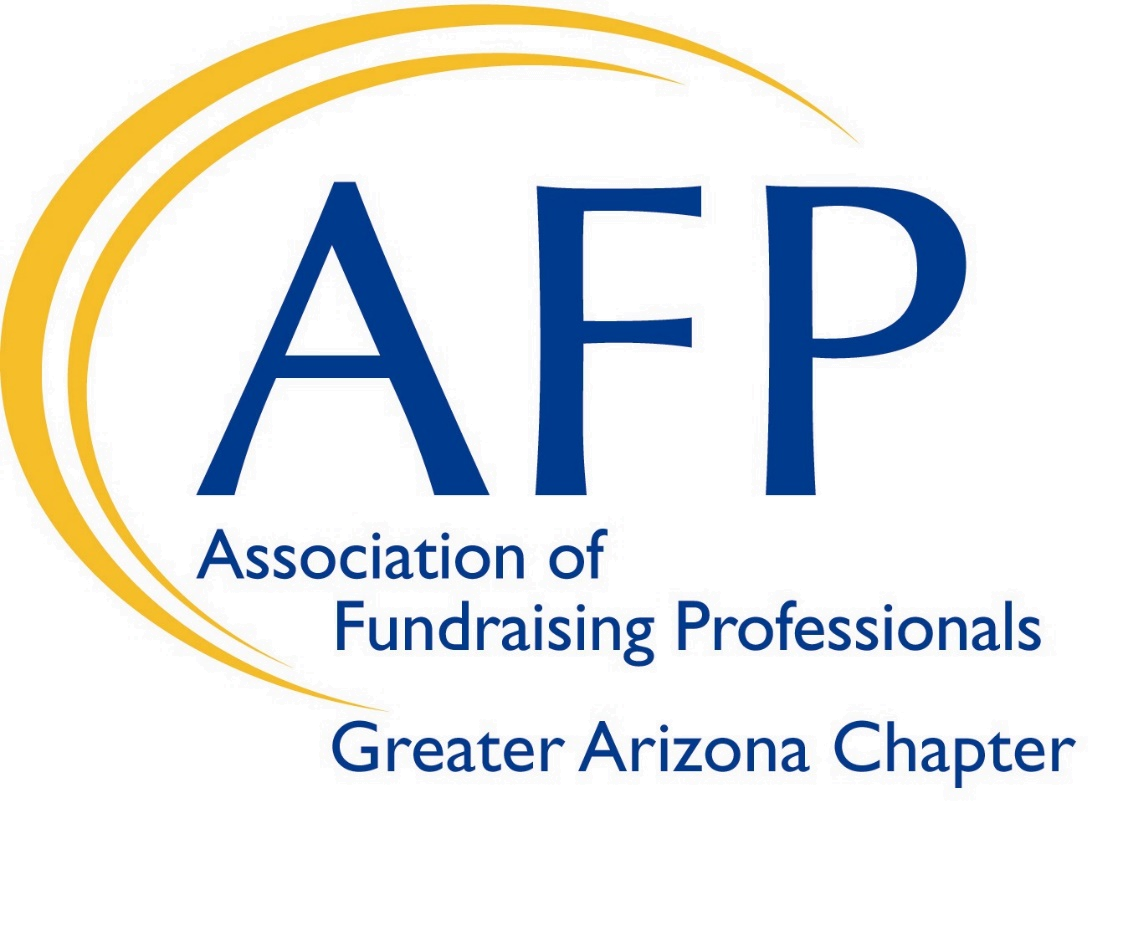 AFP
Association of
Fundraising Professionals
Greater Arizona Chapter